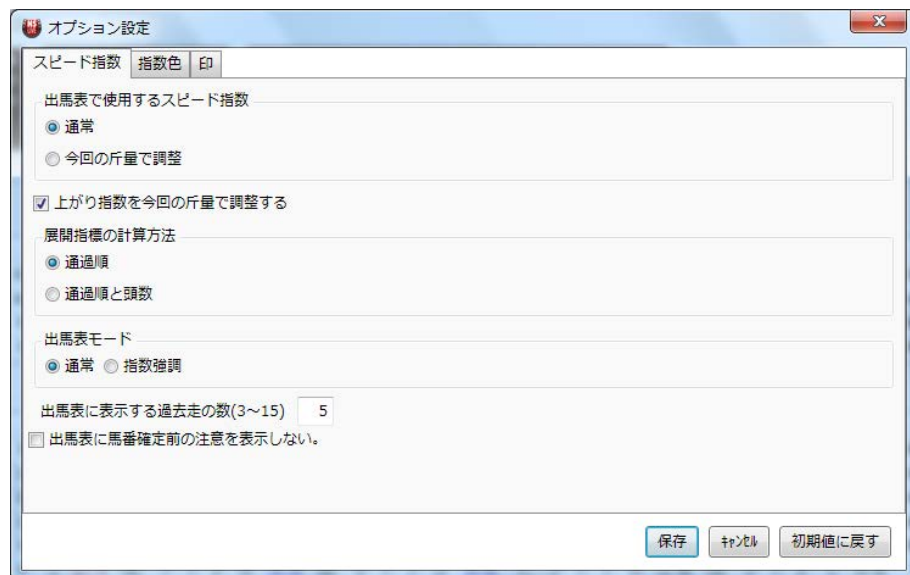 オプション設定
スピード指数 指数色 印
出馬表で使用するスピード指数
通常
今回の斤量で調整
上がり指数を今回の斤量で調整する
展開指標の計算方法
通過順
通過順と頭数
出馬表モード
通常 指数強調
出馬表に表示する過去走の数(3～15) 5
出馬表に馬番確定前の注意を表示しない。
保存 ｷｬﾝｾﾙ 初期値に戻す